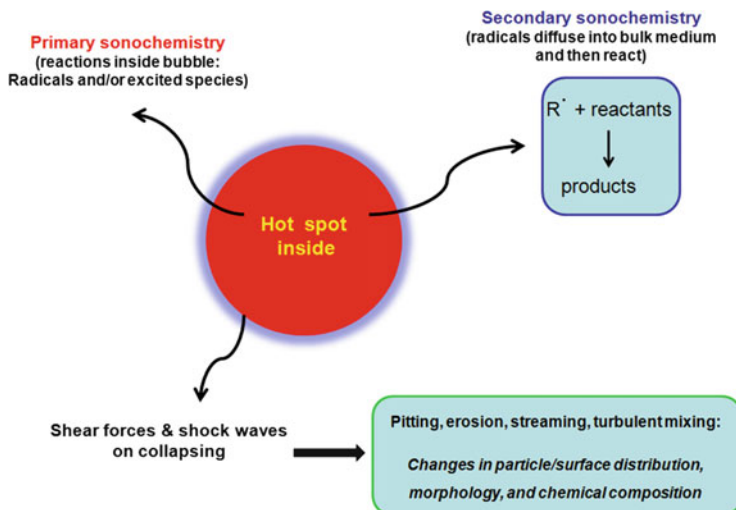 Primary sonochemistry
(reactions inside bubble:
Radicals and/or excited species)
Secondary sonochemistry
(radicals diffuse into bulk medium
and then react)
R˙ + reactants
products
Hot spot
inside
Shear forces & shock waves
on collapsing
Pitting, erosion, streaming, turbulent mixing:
Changes in particle/surface distribution,
morphology, and chemical composition